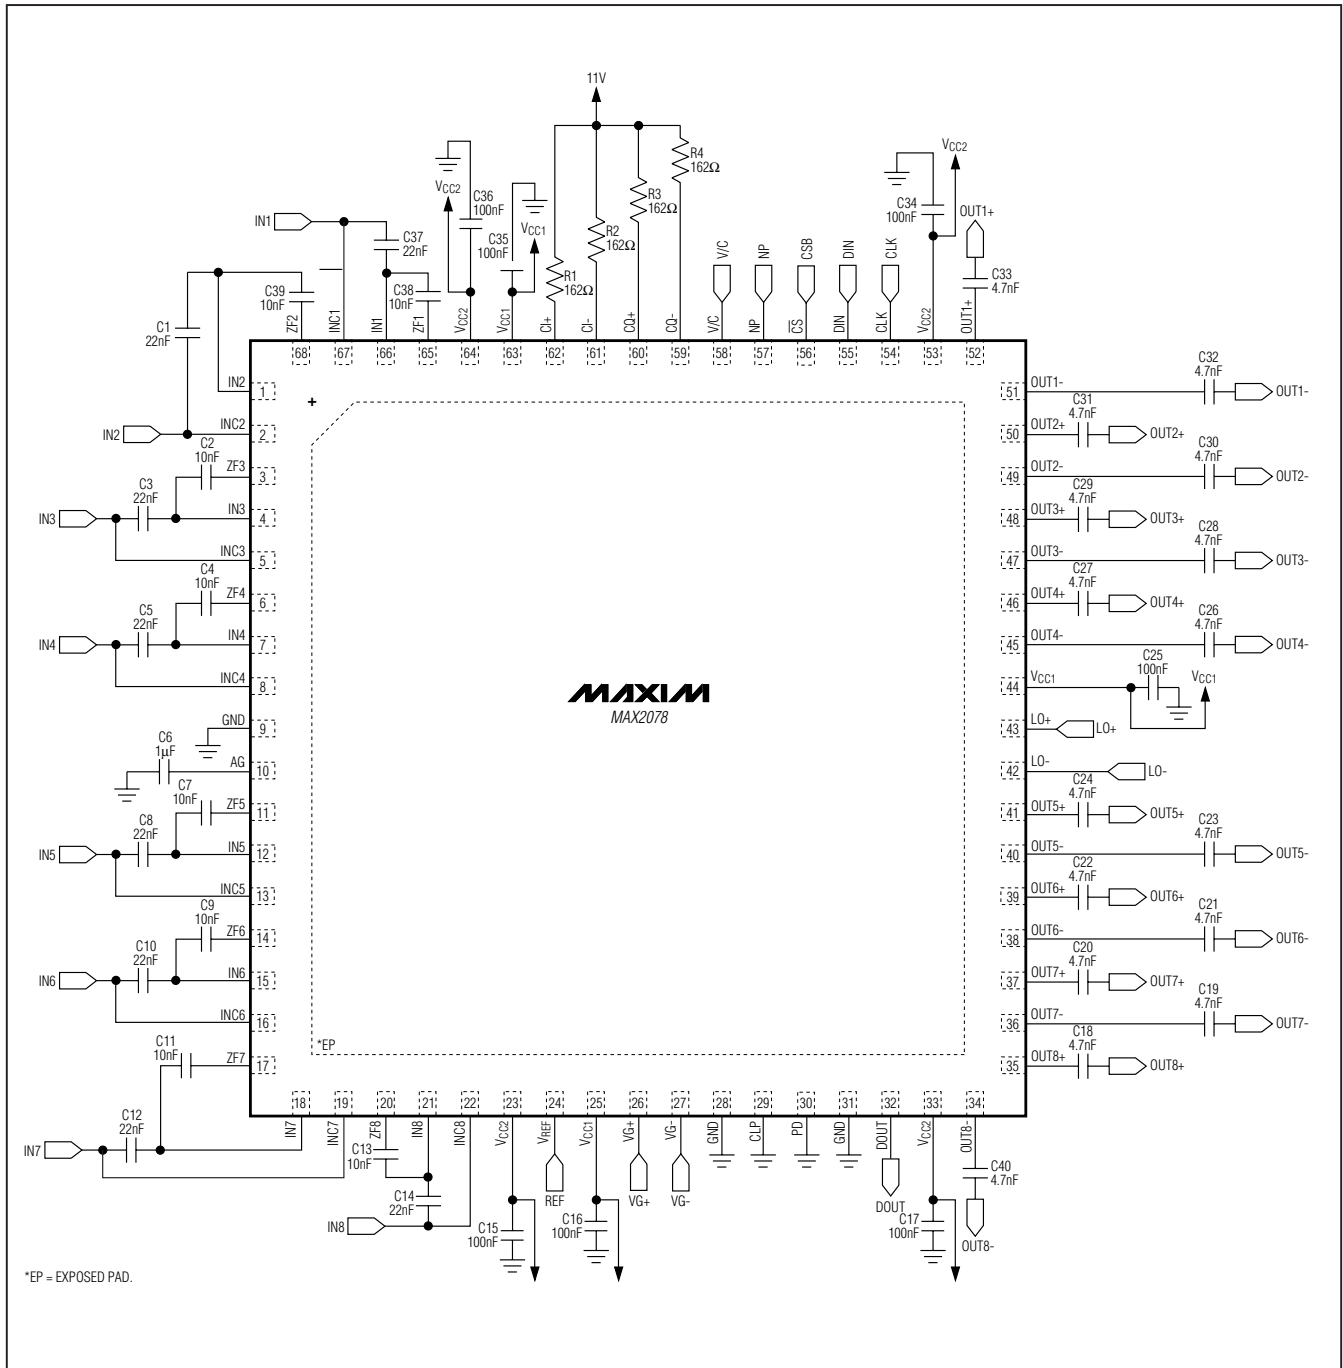 11V
R4
162Ω
R3
162Ω
R2
162Ω
R1
162Ω
VCC2
C36
100nF
C35
100nF
VCC1
IN1
C37
22nF
C39
10nF
C38
10nF
C1
22nF
V/C
NP
CSB
DIN
CLK
C34
100nF
VCC2
OUT1+
C33
4.7nF
ZF2
INC1
IN1
ZF1
VCC2
VCC1
CI+
CI-
CQ+
CQ-
V/C
NP
CS
DIN
CLK
VCC2
OUT1+
68
67
66
65
64
63
62
61
60
59
58
57
56
55
54
53
52
+
IN2
1
IN2
INC2
2
C2
10nF
ZF3
3
C3
22nF
IN3
IN3
4
INC3
5
C4
10nF
ZF4
6
C5
22nF
IN4
IN4
7
INC4
8
GND
9
C6
1µF
AG
10
C7
10nF
ZF5
11
C8
22nF
IN5
IN5
12
INC5
13
C9
10nF
ZF6
14
C10
22nF
IN6
IN6
15
INC6
16
C11
10nF
ZF7
17
C12
22nF
IN7
MAXIM
MAX2078
*EP
51
OUT1-
C32
4.7nF
OUT1-
50
OUT2+
C31
4.7nF
OUT2+
49
OUT2-
C30
4.7nF
OUT2-
48
OUT3+
C29
4.7nF
OUT3+
47
OUT3-
C28
4.7nF
OUT3-
46
OUT4+
C27
4.7nF
OUT4+
45
OUT4-
C26
4.7nF
OUT4-
44
VCC1
C25
100nF
VCC1
43
LO+
LO+
42
LO-
LO-
41
OUT5+
C24
4.7nF
OUT5+
40
OUT5-
C23
4.7nF
OUT5-
39
OUT6+
C22
4.7nF
OUT6+
38
OUT6-
C21
4.7nF
OUT6-
37
OUT7+
C20
4.7nF
OUT7+
36
OUT7-
C19
4.7nF
OUT7-
35
OUT8+
C18
4.7nF
OUT8+
18
19
20
21
22
23
24
25
26
27
28
29
30
31
32
33
34
IN7
INC7
ZF8
IN8
INC8
VCC2
VREF
VCC1
VG+
VG-
GND
CLP
PD
GND
DOUT
VCC2
OUT8-
C13
10nF
C14
22nF
IN8
C15
100nF
REF
C16
100nF
VG+
VG-
DOUT
C17
100nF
C40
4.7nF
OUT8-
*EP = EXPOSED PAD.